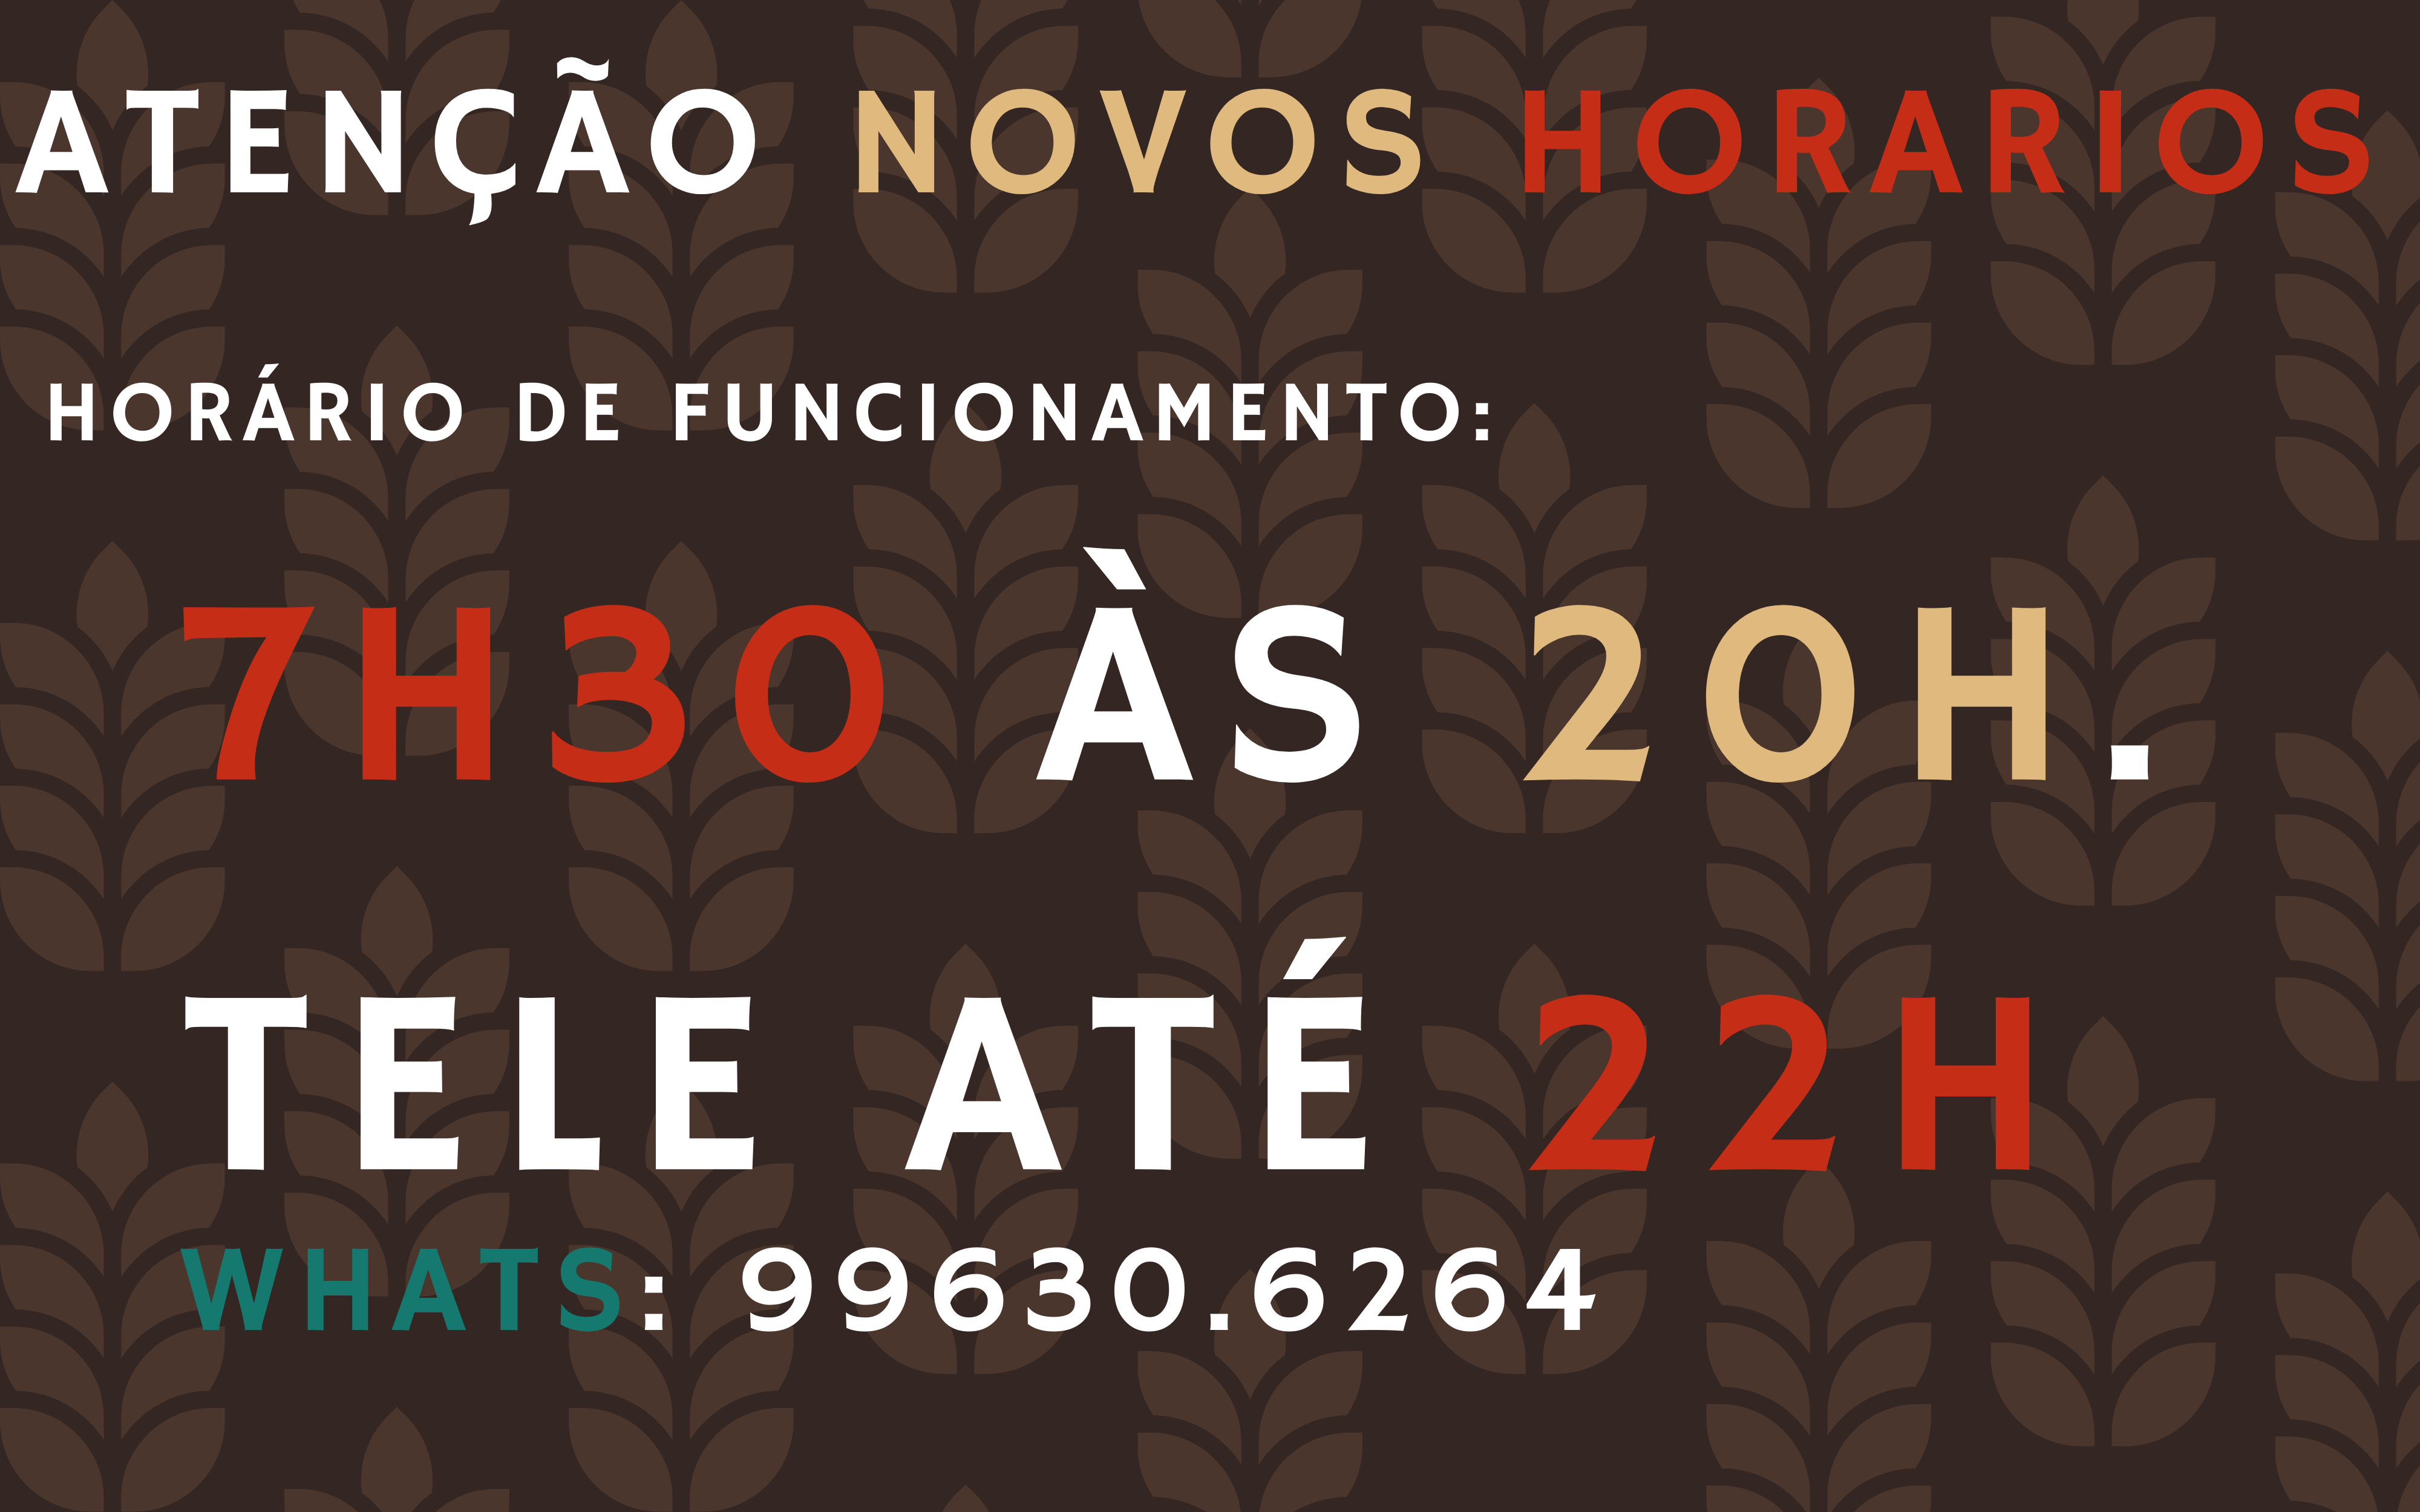 ATENÇÃO NOVOS HORARIOS
HORÁRIO DE FUNCIONAMENTO:
7H30 ÀS 20H.
TELE ATÉ 22H
WHATS: 99630.6264